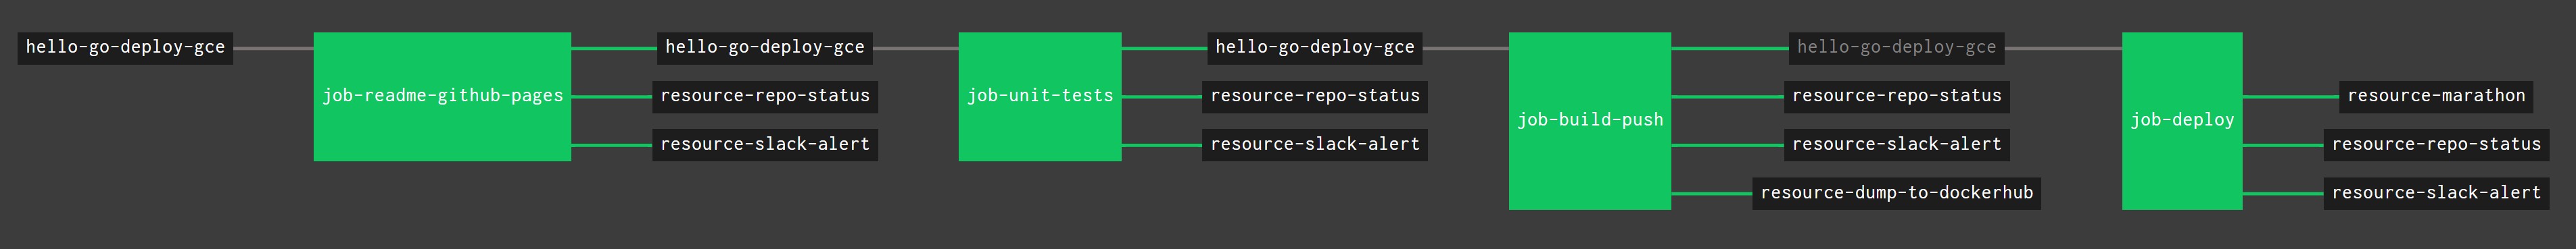 hello-go-deploy-gce
job-readme-github-pages
hello-go-deploy-gce
resource-repo-status
resource-slack-alert
job-unit-tests
hello-go-deploy-gce
resource-repo-status
resource-slack-alert
job-build-push
hello-go-deploy-gce
resource-repo-status
resource-slack-alert
resource-dump-to-dockerhub
job-deploy
resource-marathon
resource-repo-status
resource-slack-alert